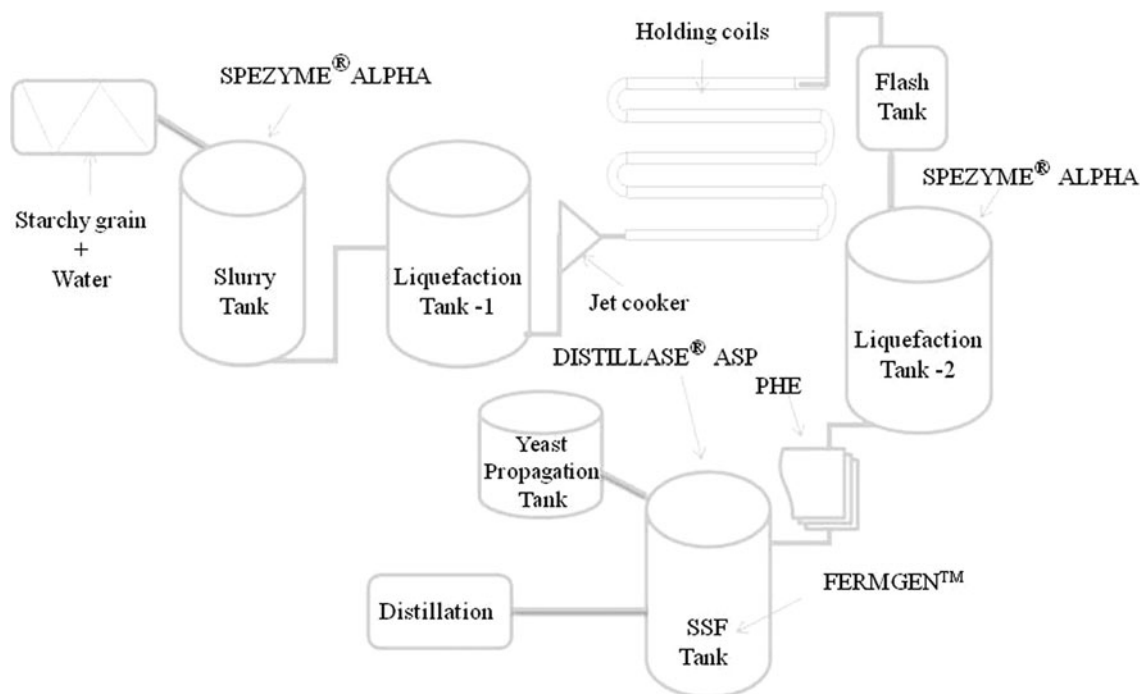 Holding coils
SPEZYME® ALPHA
Flash
Tank
SPEZYME® ALPHA
Starchy grain
+
Water
Slurry
Tank
Liquefaction
Tank -1
Jet cooker
Liquefaction
Tank -2
DISTILLASE® ASP
PHE
Yeast
Propagation
Tank
FERMGEN™
Distillation
SSF
Tank